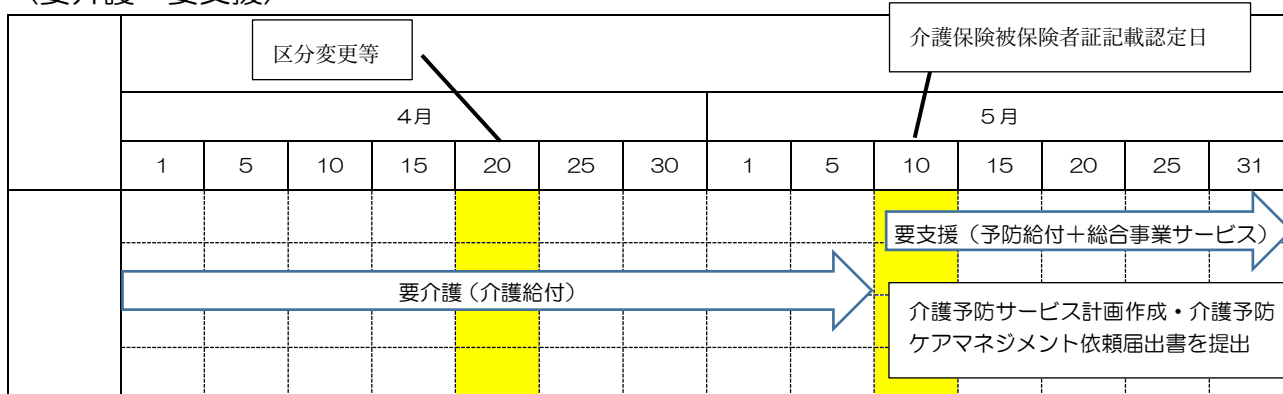 （要介護→要支援）
区分変更等
介護保険被保険者証記載認定日
4月
5月
1 5 10 15 20 25 30 1 5 10 15 20 25 31
要支援（予防給付＋総合事業サービス）
要介護（介護給付）
介護予防サービス計画作成・介護予防
ケアマネジメント依頼届出書を提出